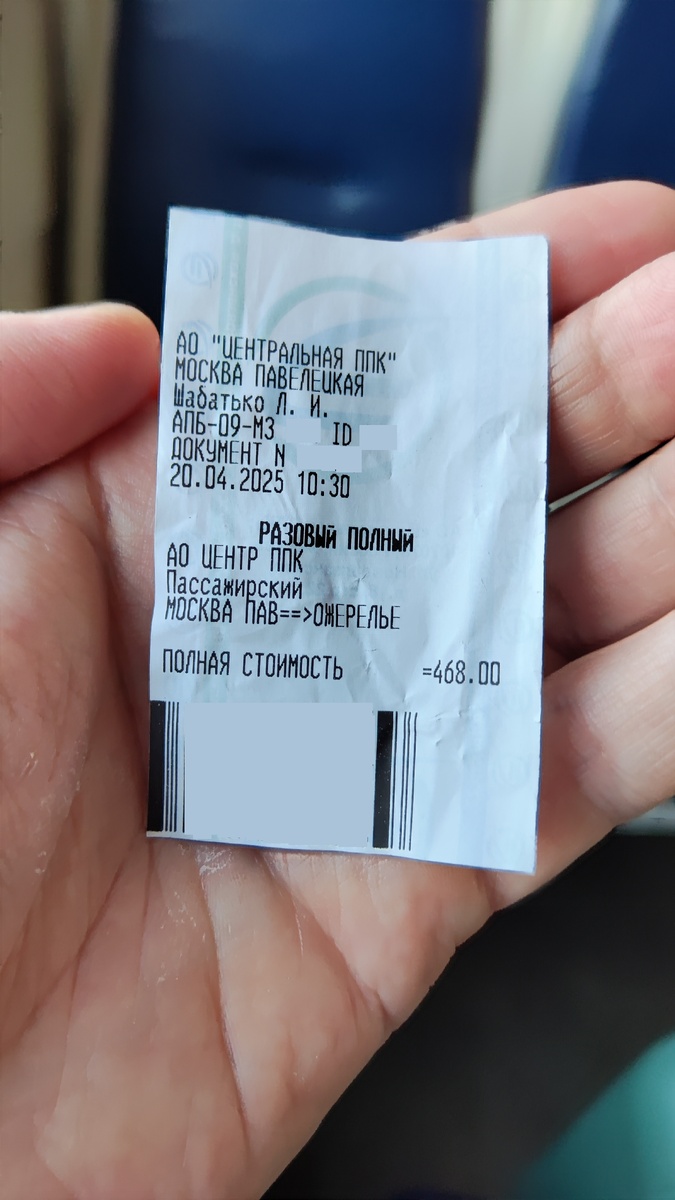 АО "ЦЕНТРАЛЬНАЯ ППК"
МОСКВА ПАВЕЛЕЦКАЯ
Шабатько Л. И.
АПБ-09-МЗ ID
ДОКУМЕНТ N
20.04.2025 10:30
РАЗОВЫЙ ПОЛНЫЙ
АО ЦЕНТР ППК
Пассажирский
МОСКВА ПАВ==>ОЖЕРЕЛЬЕ
ПОЛНАЯ СТОИМОСТЬ =468.00